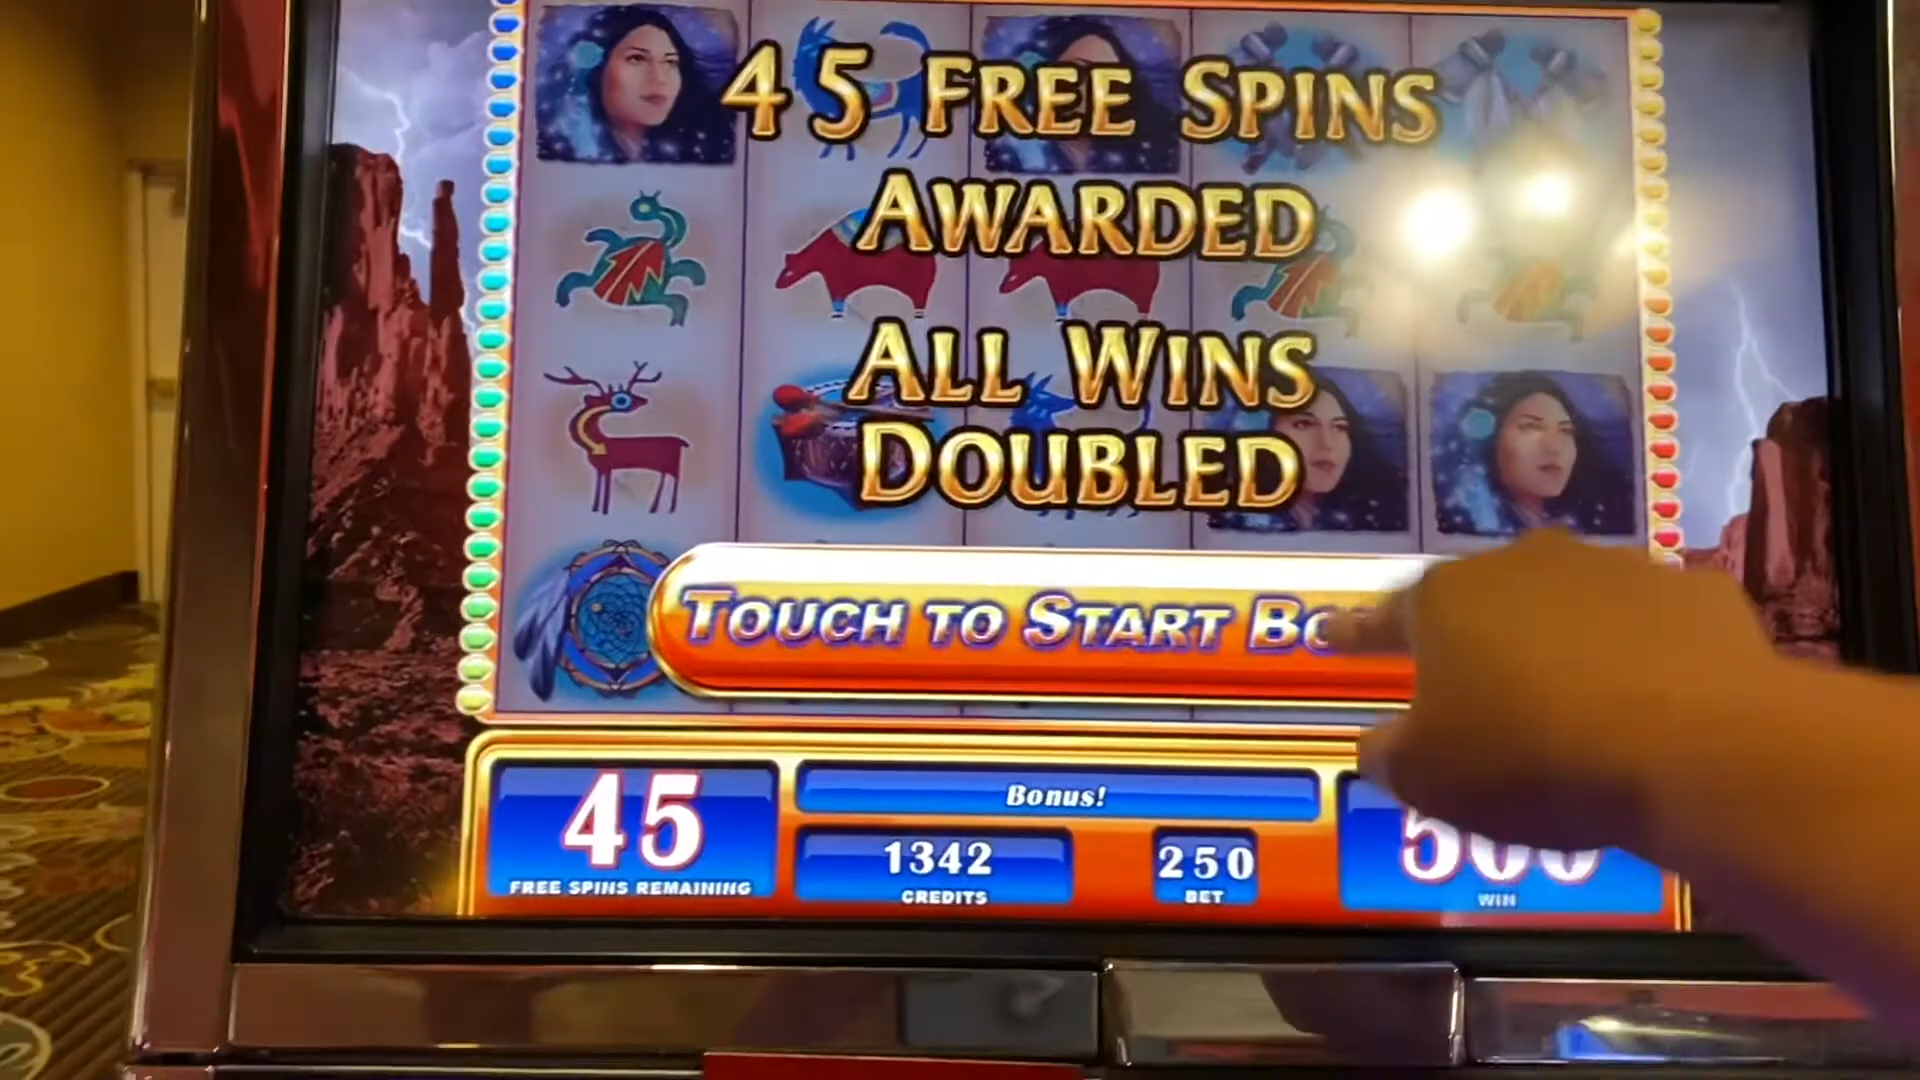 45 FREE SPINS
AWARDED
ALL WINS
DOUBLED
TOUCH TO START
45
FREE SPINS REMAINING
Bonus!
1342
CREDITS
250
BET
500
WIN